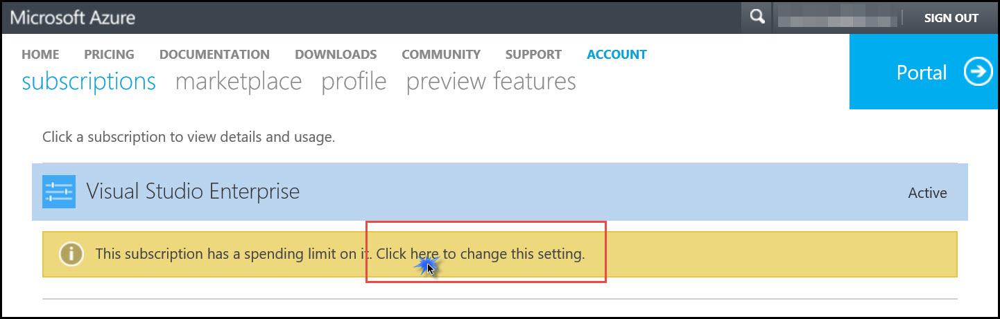 Microsoft Azure SIGN OUT
HOME PRICING DOCUMENTATION DOWNLOADS COMMUNITY SUPPORT ACCOUNT
subscriptions marketplace profile preview features
Portal
Click a subscription to view details and usage.
Visual Studio Enterprise Active
This subscription has a spending limit on it. Click here to change this setting.